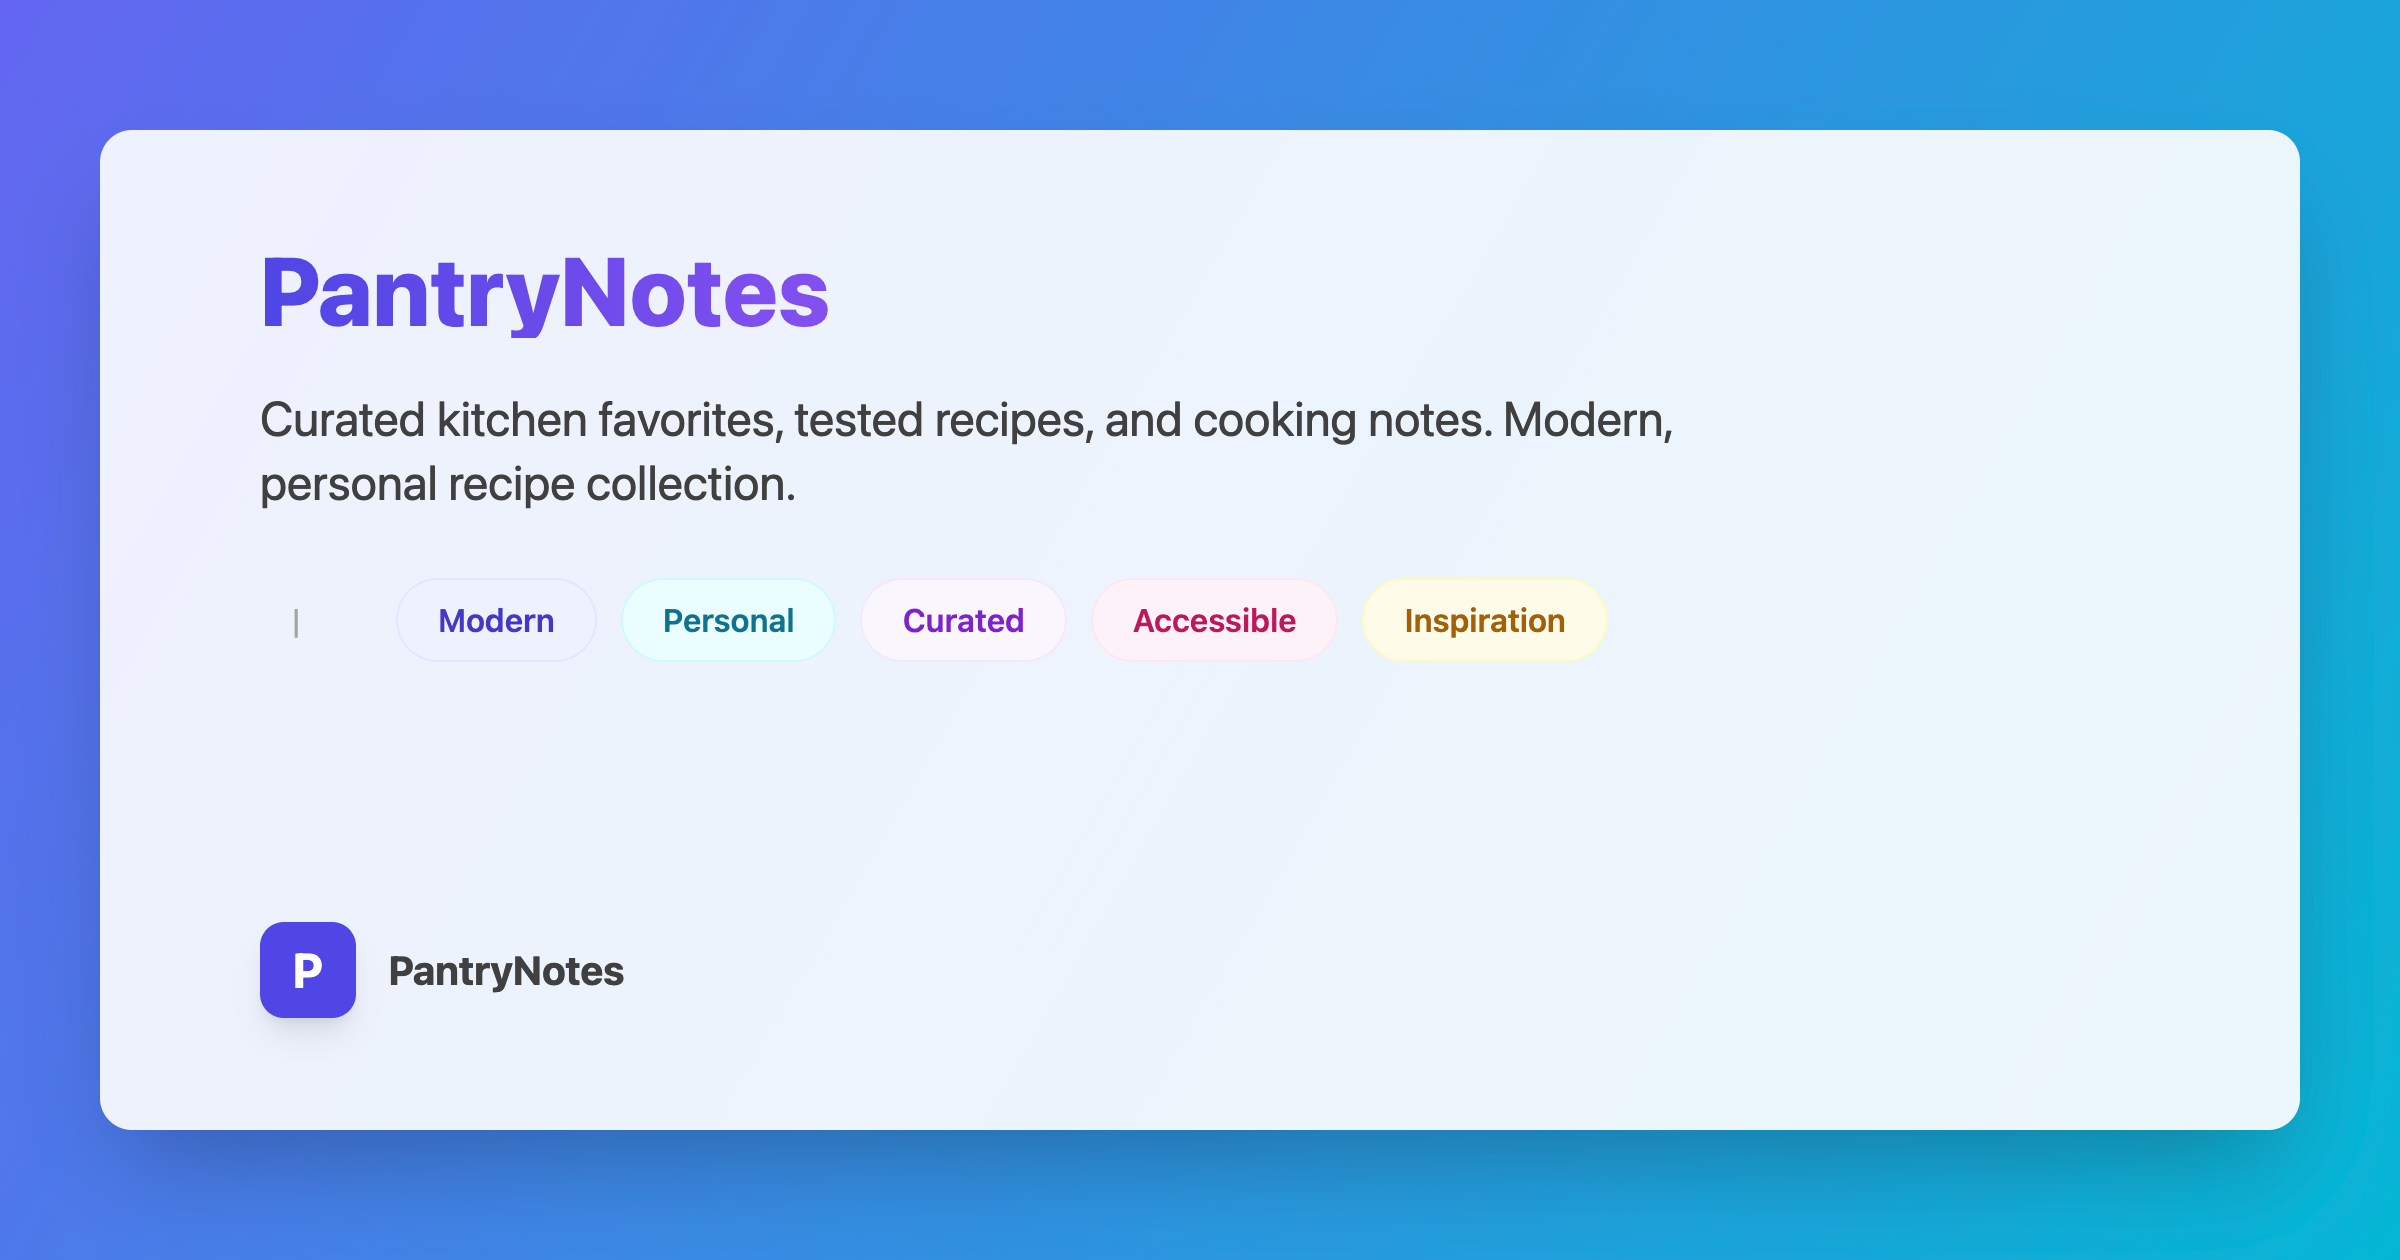 PantryNotes
Curated kitchen favorites, tested recipes, and cooking notes. Modern,
personal recipe collection.
| Modern Personal Curated Accessible Inspiration
P PantryNotes